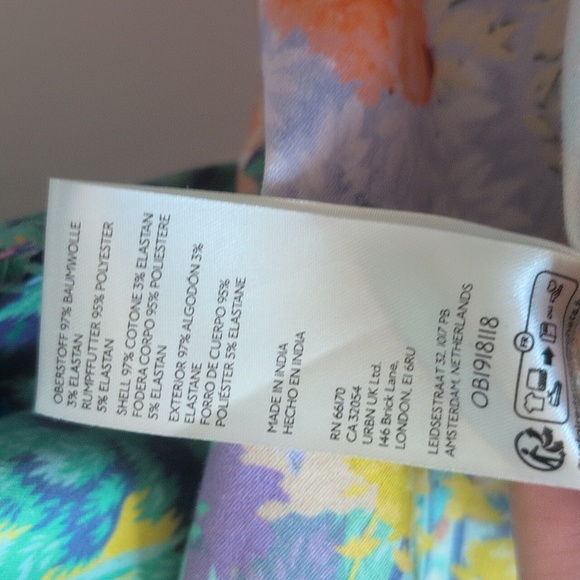 OBERSTOFF 97% BAUMWOLLE
3% ELASTAN
RUMPFFUTTER 95% POLYESTER
5% ELASTAN
SHELL 97% COTONE 3% ELASTAN
FODERA CORPO 95% POLIESTERE
5% ELASTAN
EXTERIOR 97% ALGODON 3%
ELASTANE
FORRO DE CUERPO 95%
POLIÉSTER 5% ELASTANE
MADE IN INDIA
HECHO EN INDIA
RN 66170
CA 32054
URBN UK Ltd.
146 Brick Lane,
LONDON, E1 6RU
LEIDSESTRAAT 32, 1017 PB
AMSTERDAM, NETHERLANDS
OB1918118
FR